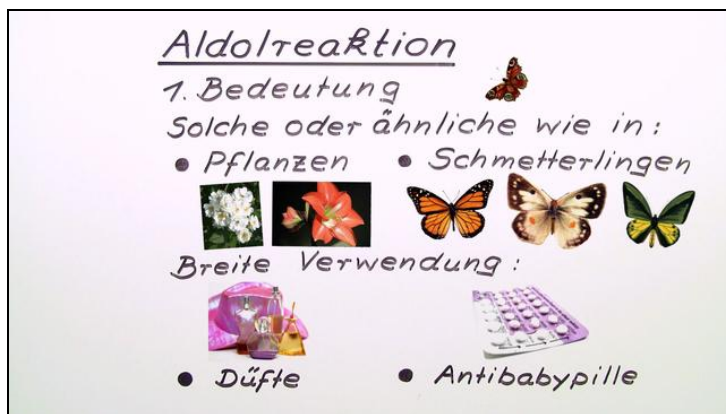 Aldolreaktion
1. Bedeutung
Solche oder ähnliche wie in:
• Pflanzen • Schmetterlingen
Breite Verwendung:
• Düfte • Antibabypille